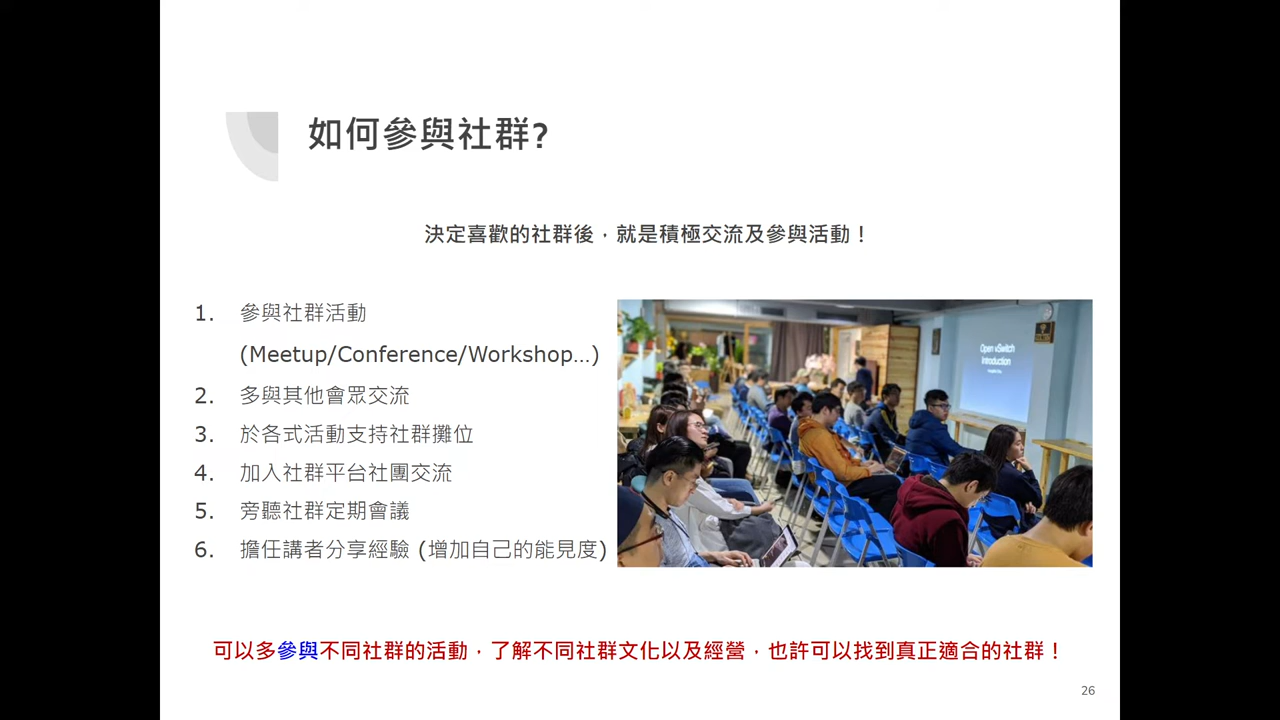 如何參與社群?
決定喜歡的社群後，就是積極交流及參與活動！
1. 參與社群活動
(Meetup/Conference/Workshop…)
2. 多與其他會眾交流
3. 於各式活動支持社群攤位
4. 加入社群平台社團交流
5. 旁聽社群定期會議
6. 擔任講者分享經驗 (增加自己的能見度)
Open vSwitch
Introduction
可以多參與不同社群的活動，了解不同社群文化以及經營，也許可以找到真正適合的社群！
26